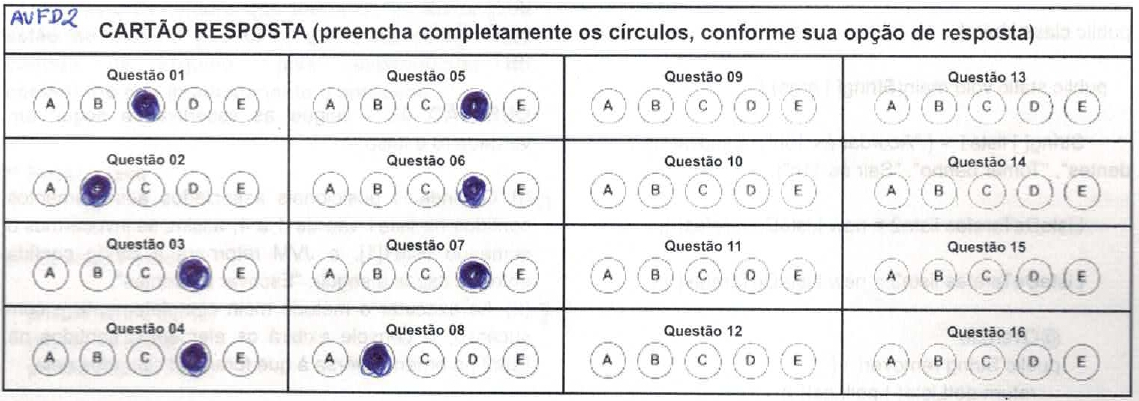 AVFD2
CARTÃO RESPOSTA (preencha completamente os círculos, conforme sua opção de resposta)
Questão 01 Questão 05 Questão 09 Questão 13
A B D E A B C E A B C D E A B C D E
Questão 02 Questão 06 Questão 10 Questão 14
A C D E A B C E A B C D E A B C D E
Questão 03 Questão 07 Questão 11 Questão 15
A B C E A B C E A B C D E A B C D E
Questão 04 Questão 08 Questão 12 Questão 16
A B C E A C D E A B C D E A B C D E